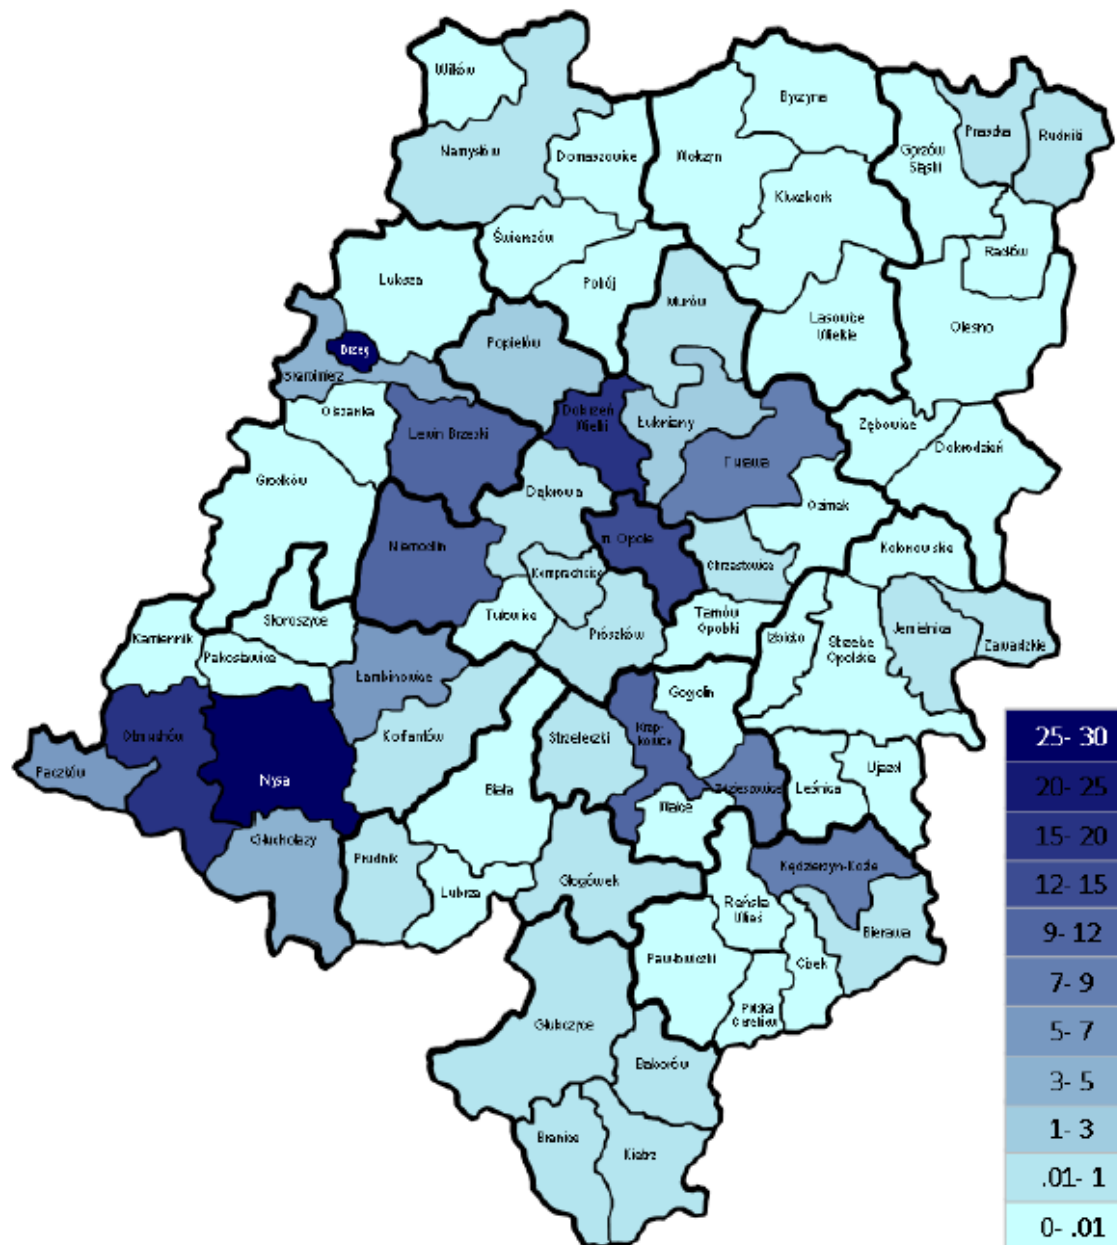 Wilków
Byczyna
Namysłów
Domaszowice
Wołczyn
Gorzów
Śląski
Praszka
Rudniki
Kluczbork
Świerczów
Radłów
Lubsza
Pokój
Murów
Lasowice
Wielkie
Olesno
Brzeg
Popielów
Skarbimierz
Olszanka
Lewin Brzeski
Dobrzeń
Wielki
Łubniany
Turawa
Zębowice
Dobrodzień
Grodków
Dąbrowa
Ozimek
Niemodlin
m. Opole
Chrząstowice
Kolonowskie
Komprachcice
Kamiennik
Skoroszyce
Tułowice
Prószków
Tarnów
Opolski
Izbicko
Strzelce
Opolskie
Jemielnica
Zawadzkie
Pakosławice
Łambinowice
Gogolin
Otmuchów
Korfantów
Strzeleczki
Krap-
kowice
Paczków
Nysa
Biała
Zdzieszowice
Leśnica
Ujazd
Walce
Głuchołazy
Prudnik
Lubrza
Głogówek
Kędzierzyn-Koźle
Reńska
Wieś
Bierawa
Pawłowiczki
Cisek
Polska
Cerekiew
Głubczyce
Baborów
Branice
Kietrz
25- 30
20- 25
15- 20
12- 15
9- 12
7- 9
5- 7
3- 5
1- 3
.01- 1
0- .01